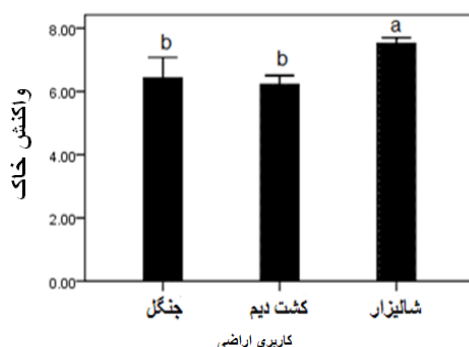 واکنش خاک
8.00
6.00
4.00
2.00
0.00
b
b
a
جنگل
کشت دیم
شالیزار
کاربری اراضی